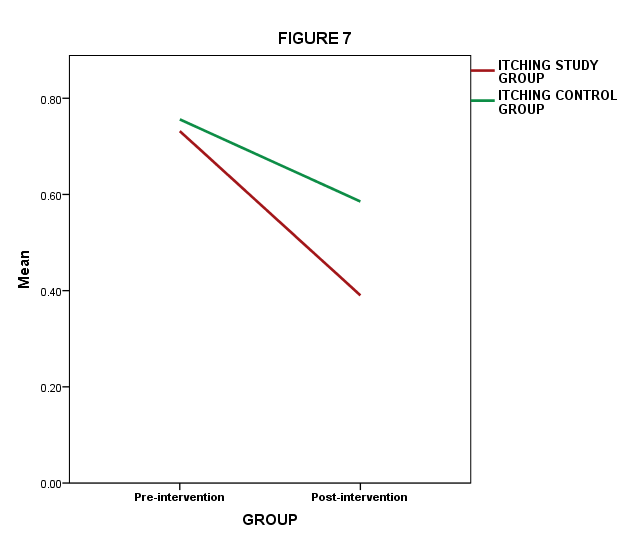 FIGURE 7
ITCHING STUDY
GROUP
ITCHING CONTROL
GROUP
0.80
0.60
0.40
0.20
0.00
Mean
Pre-intervention
Post-intervention
GROUP